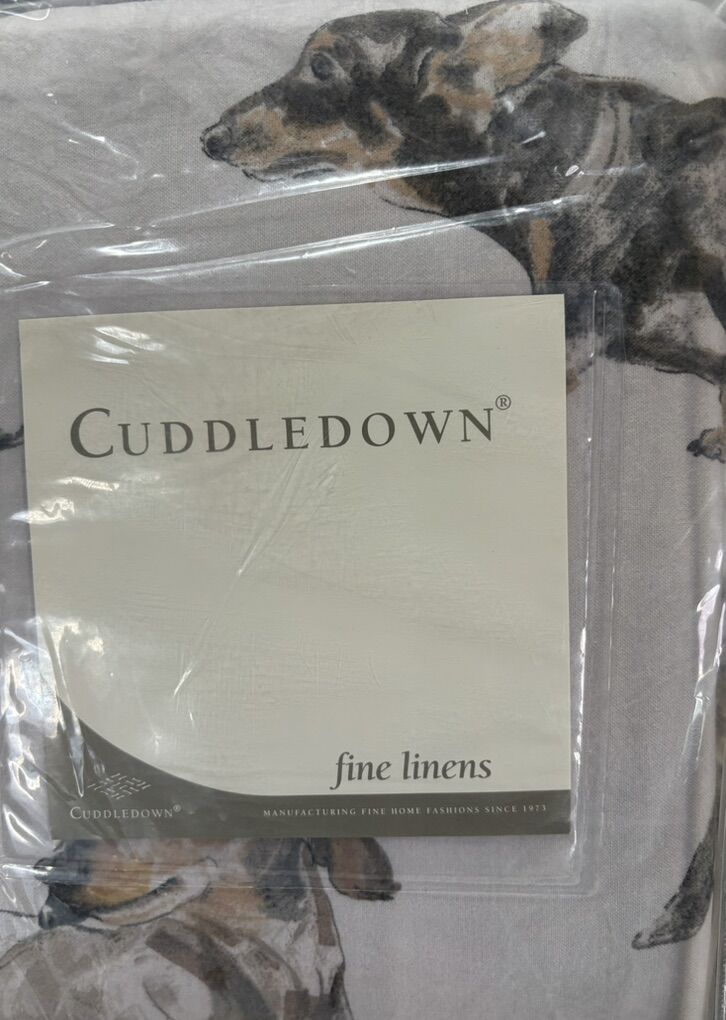 CUDDLEDOWN®
fine linens
CUDDLEDOWN®
MANUFACTURING FINE HOME FASHIONS SINCE 1973